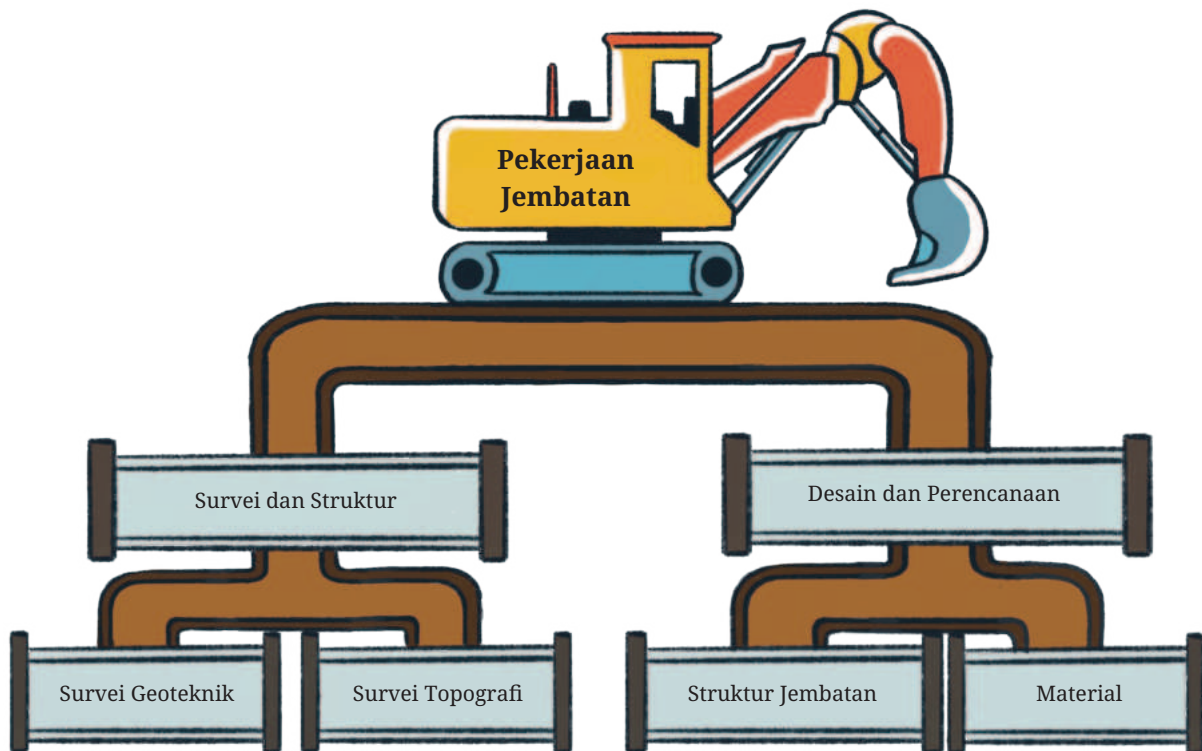 Pekerjaan
Jembatan
Survei dan Struktur
Desain dan Perencanaan
Survei Geoteknik
Survei Topografi
Struktur Jembatan
Material